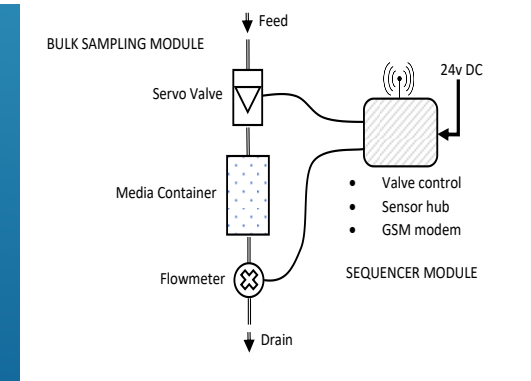 Feed
BULK SAMPLING MODULE
24v DC
Servo Valve
Media Container
• Valve control
• Sensor hub
• GSM modem
Flowmeter
SEQUENCER MODULE
Drain